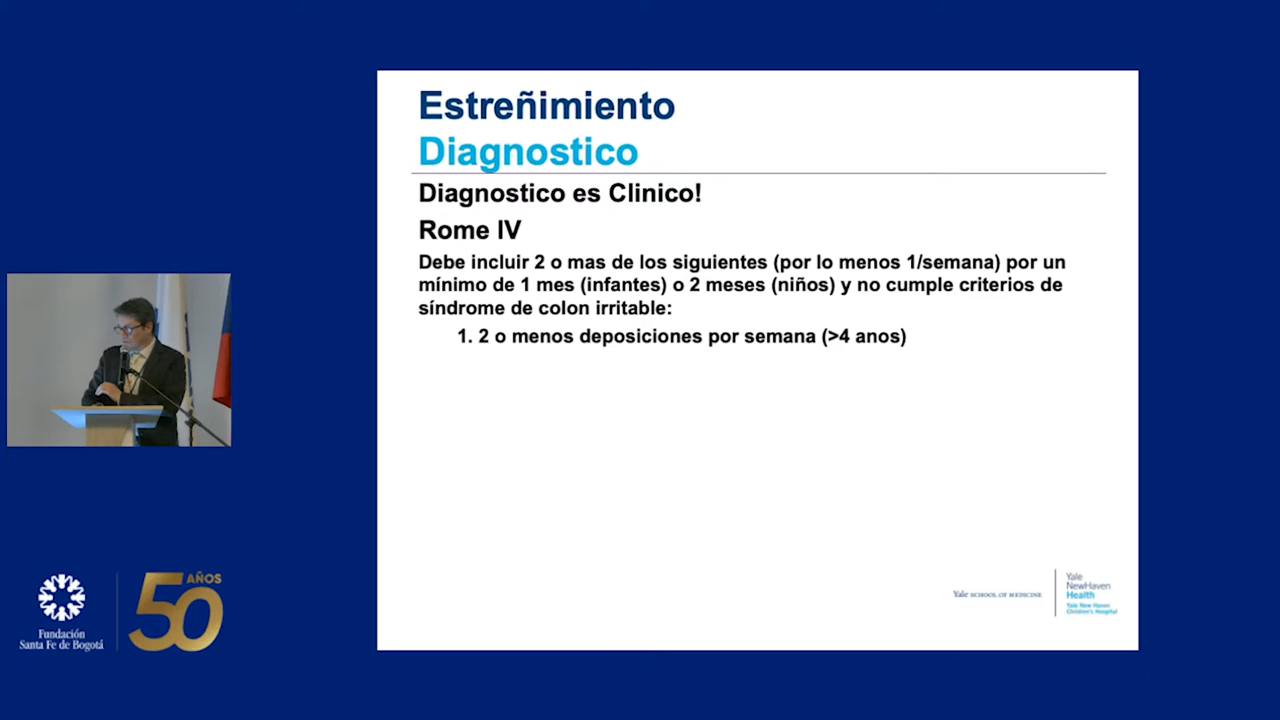 Estreñimiento
Diagnostico
Diagnostico es Clinico!
Rome IV
Debe incluir 2 o mas de los siguientes (por lo menos 1/semana) por un
mínimo de 1 mes (infantes) o 2 meses (niños) y no cumple criterios de
síndrome de colon irritable:
1. 2 o menos deposiciones por semana (>4 anos)
Yale SCHOOL OF MEDICINE
Yale
NewHaven
Health
Yale New Haven
Children's Hospital
Fundación
Santa Fe de Bogotá
50 AÑOS